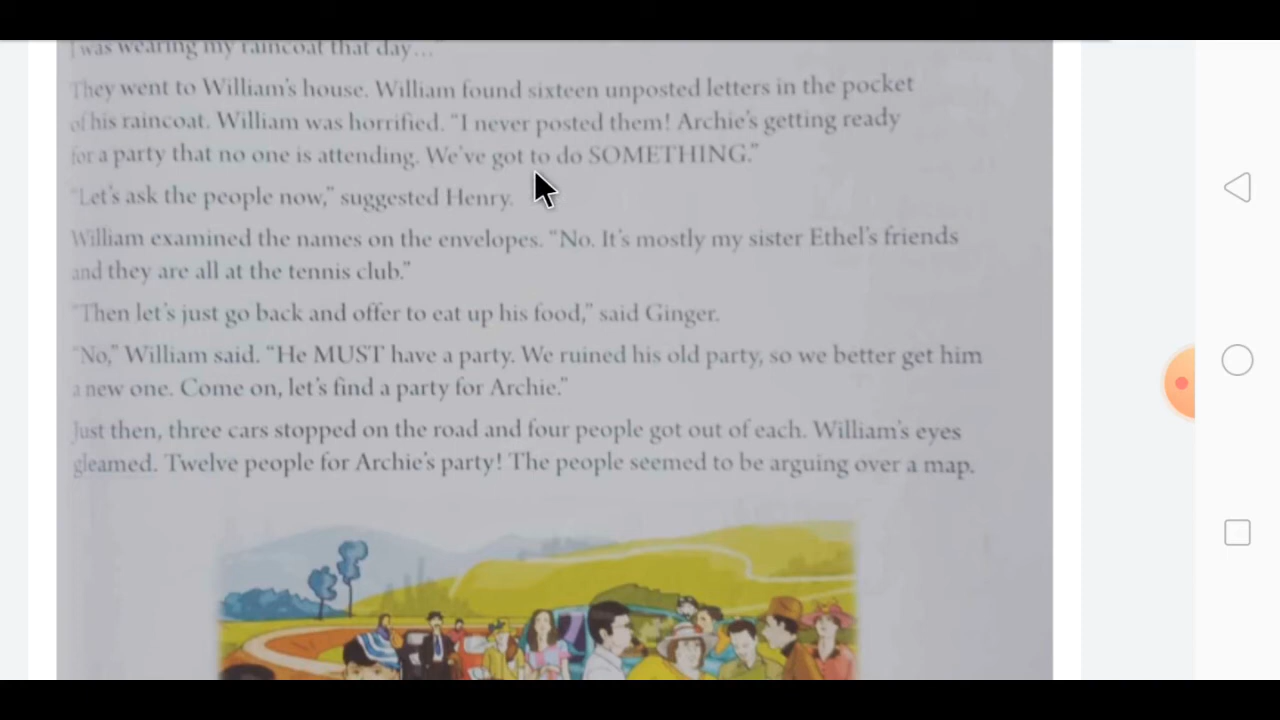 I was wearing my raincoat that day…
They went to William's house. William found sixteen unposted letters in the pocket
of his raincoat. William was horrified. "I never posted them! Archie's getting ready
for a party that no one is attending. We've got to do SOMETHING."
"Let's ask the people now," suggested Henry.
William examined the names on the envelopes. "No. It's mostly my sister Ethel's friends
and they are all at the tennis club."
"Then let's just go back and offer to eat up his food," said Ginger.
"No," William said. "He MUST have a party. We ruined his old party, so we better get him
a new one. Come on, let's find a party for Archie."
Just then, three cars stopped on the road and four people got out of each. William's eyes
gleamed. Twelve people for Archie's party! The people seemed to be arguing over a map.